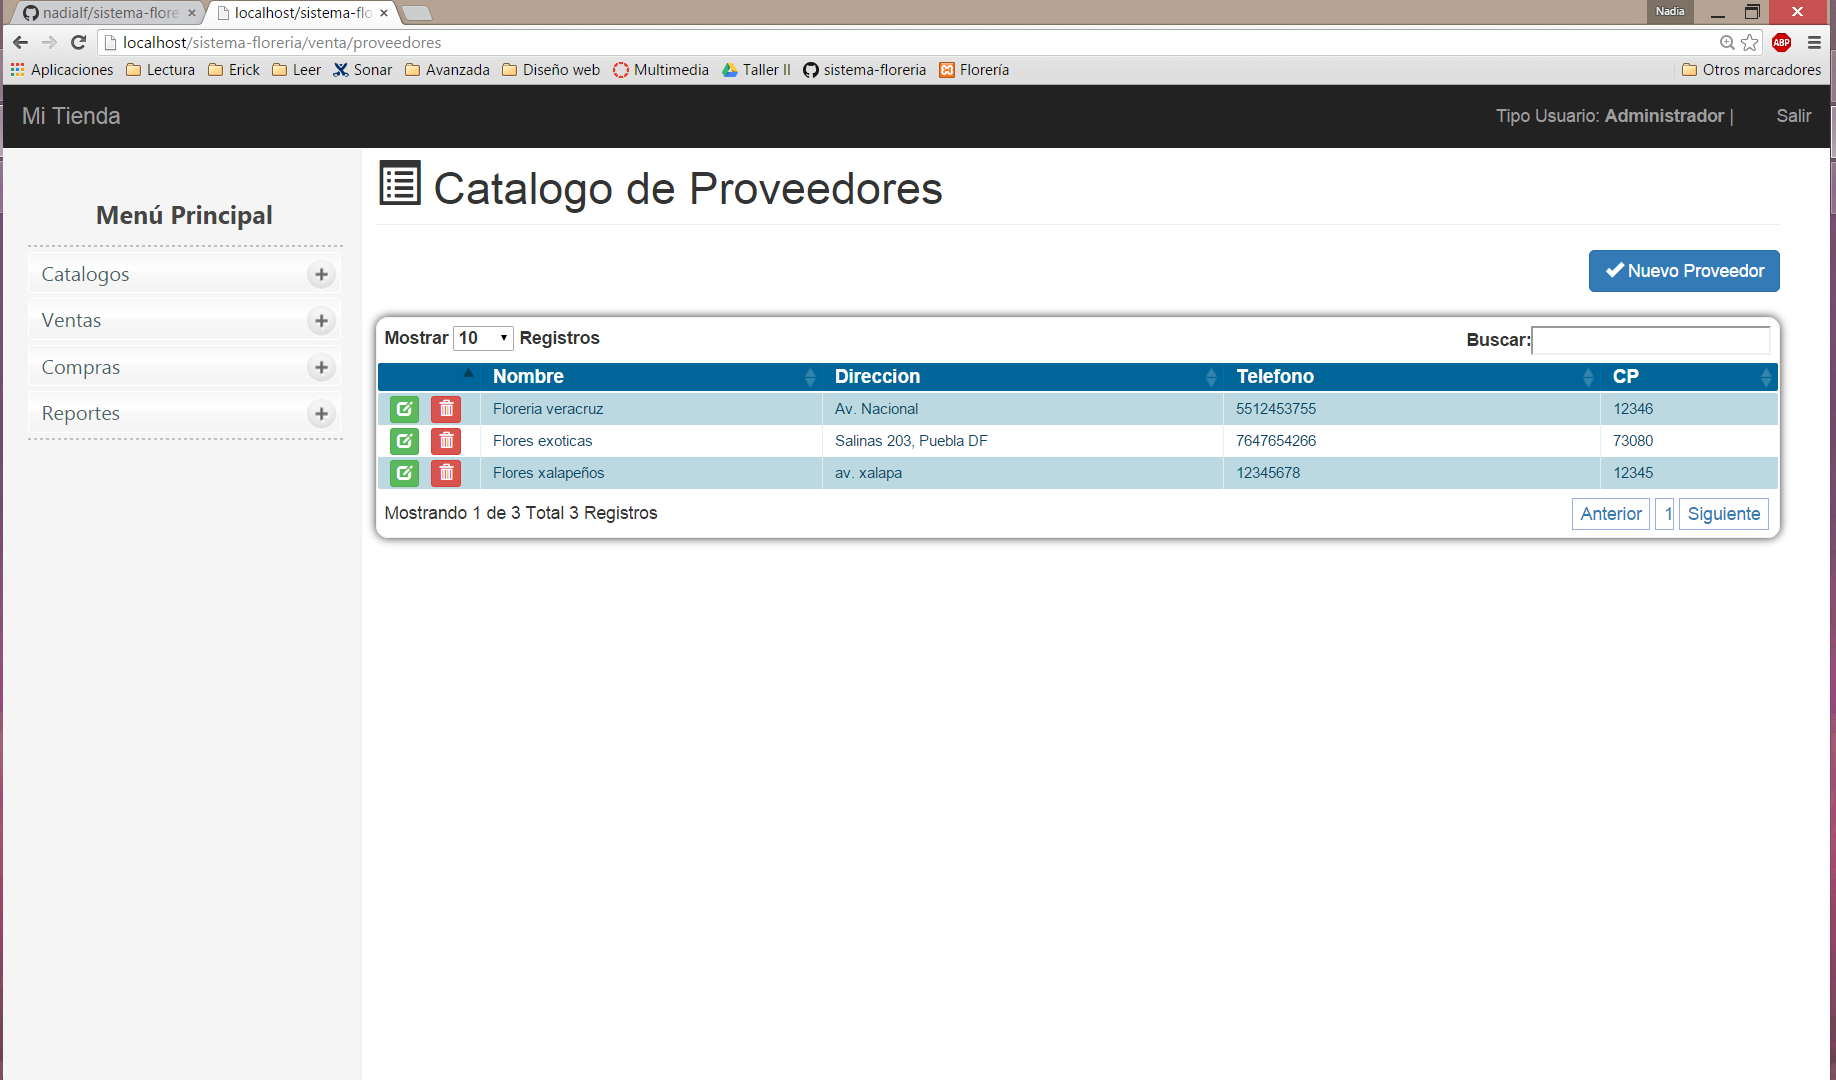 nadialf/sistema-flore
localhost/sistema-flo
Nadia
localhost/sistema-floreria/venta/proveedores
ABP
Aplicaciones Lectura Erick Leer Sonar Avanzada Diseño web Multimedia Taller II sistema-floreria Florería Otros marcadores
Mi Tienda
Tipo Usuario: Administrador | Salir
Catalogo de Proveedores
Menú Principal
Catalogos
Ventas
Compras
Reportes
Nuevo Proveedor
Mostrar 10 Registros
Buscar:
Nombre Direccion Telefono CP
Floreria veracruz Av. Nacional 5512453755 12346
Flores exoticas Salinas 203, Puebla DF 7647654266 73080
Flores xalapeños av. xalapa 12345678 12345
Mostrando 1 de 3 Total 3 Registros
Anterior 1 Siguiente